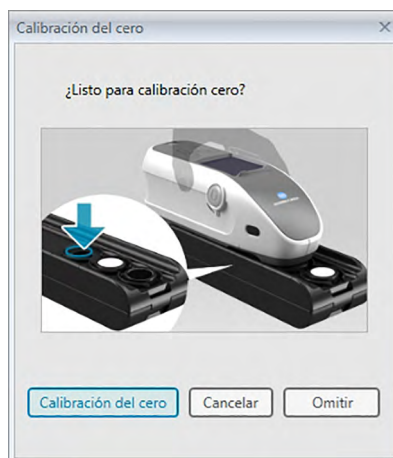 Calibración del cero
¿Listo para calibración cero?
Calibración del cero
Cancelar
Omitir